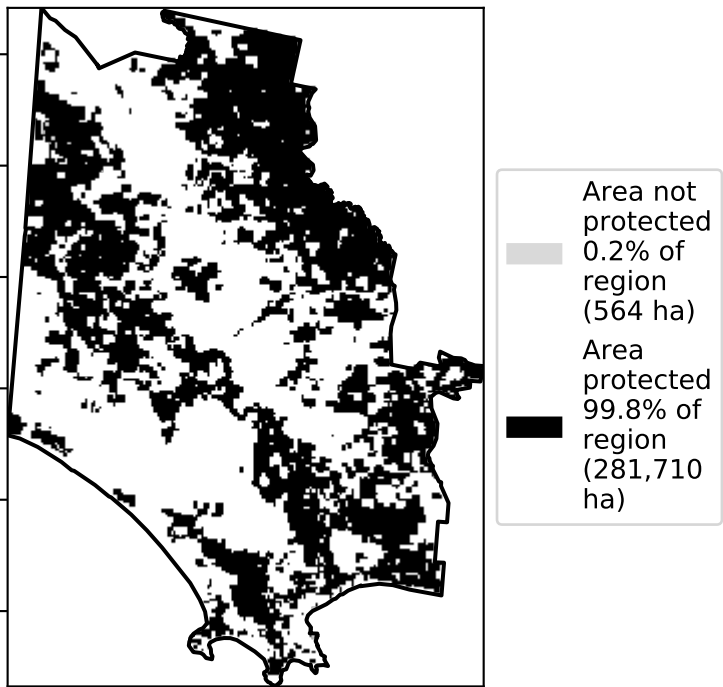 Area not
protected
0.2% of
region
(564 ha)
Area
protected
99.8% of
region
(281,710
ha)